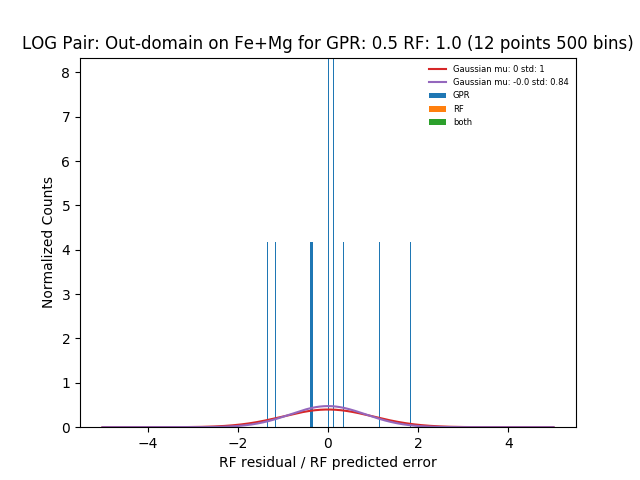 LOG Pair: Out-domain on Fe+Mg for GPR: 0.5 RF: 1.0 (12 points 500 bins)
Gaussian mu: 0 std: 1
Gaussian mu: -0.0 std: 0.84
GPR
RF
both
Normalized Counts
8
7
6
5
4
3
2
1
0
−4 −2 0 2 4
RF residual / RF predicted error